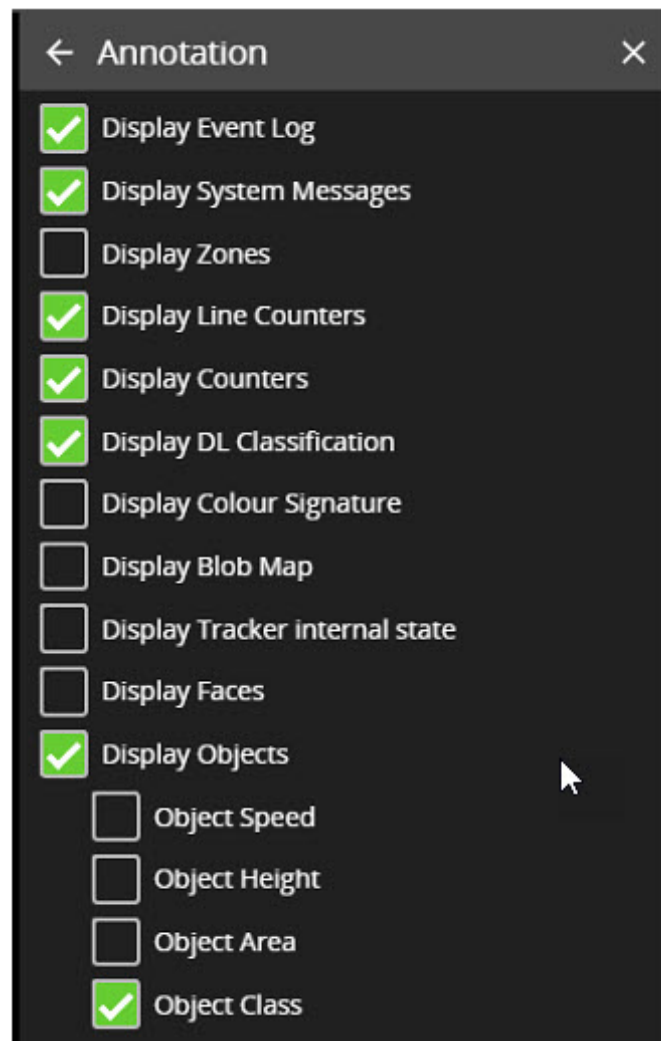 Annotation
Display Event Log
Display System Messages
Display Zones
Display Line Counters
Display Counters
Display DL Classification
Display Colour Signature
Display Blob Map
Display Tracker internal state
Display Faces
Display Objects
Object Speed
Object Height
Object Area
Object Class